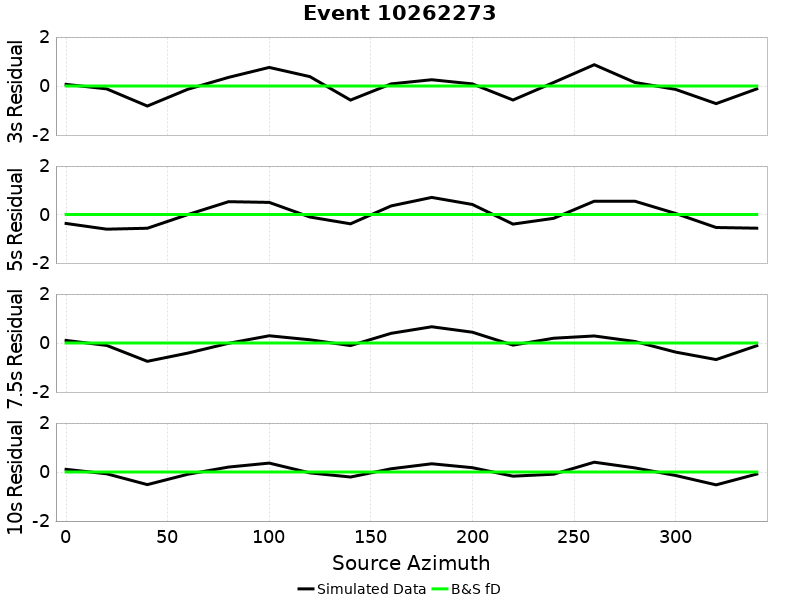 Event 10262273
3s Residual
2
0
-2
5s Residual
2
0
-2
7.5s Residual
2
0
-2
10s Residual
2
0
-2
0 50 100 150 200 250 300
Source Azimuth
Simulated Data B&S fD